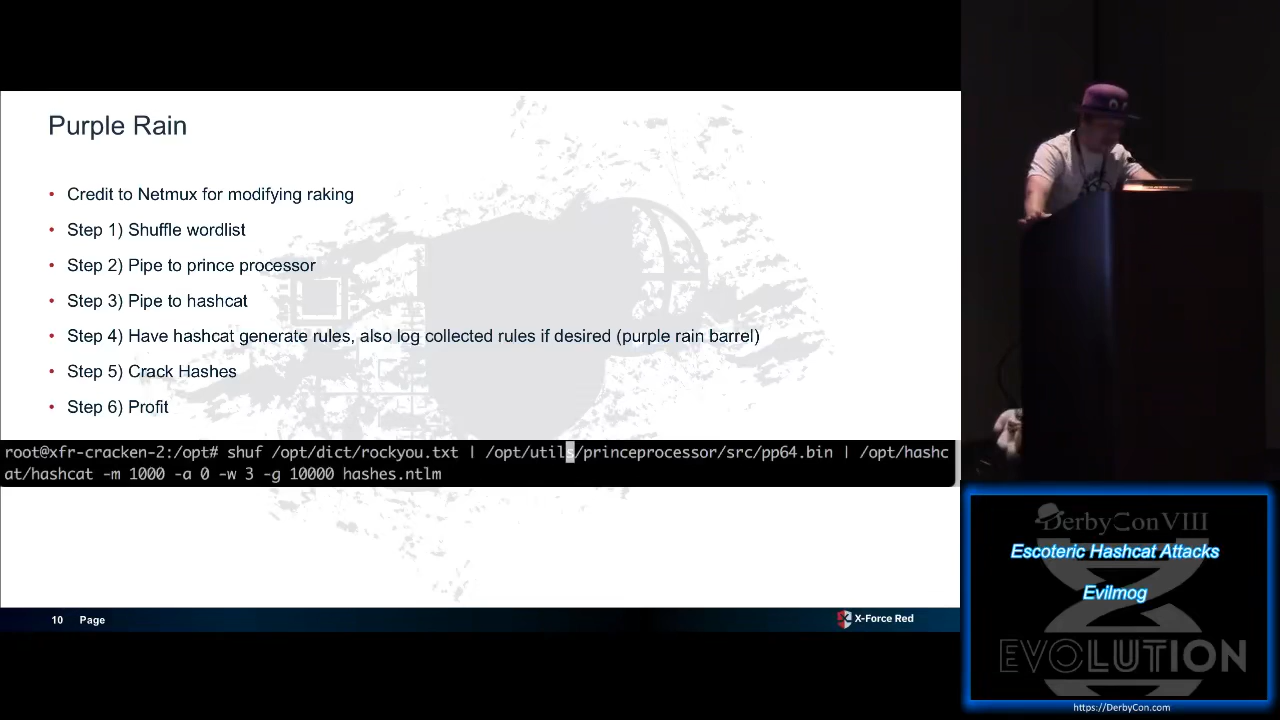 Purple Rain
• Credit to Netmux for modifying raking
• Step 1) Shuffle wordlist
• Step 2) Pipe to prince processor
• Step 3) Pipe to hashcat
• Step 4) Have hashcat generate rules, also log collected rules if desired (purple rain barrel)
• Step 5) Crack Hashes
• Step 6) Profit
root@xfr-cracken-2:/opt# shuf /opt/dict/rockyou.txt | /opt/utils/princeprocessor/src/pp64.bin | /opt/hashc
at/hashcat -m 1000 -a 0 -w 3 -g 10000 hashes.ntlm
10 Page
X-Force Red
DerbyCon VIII
Escoteric Hashcat Attacks
Evilmog
EVOLUTION
https://DerbyCon.com